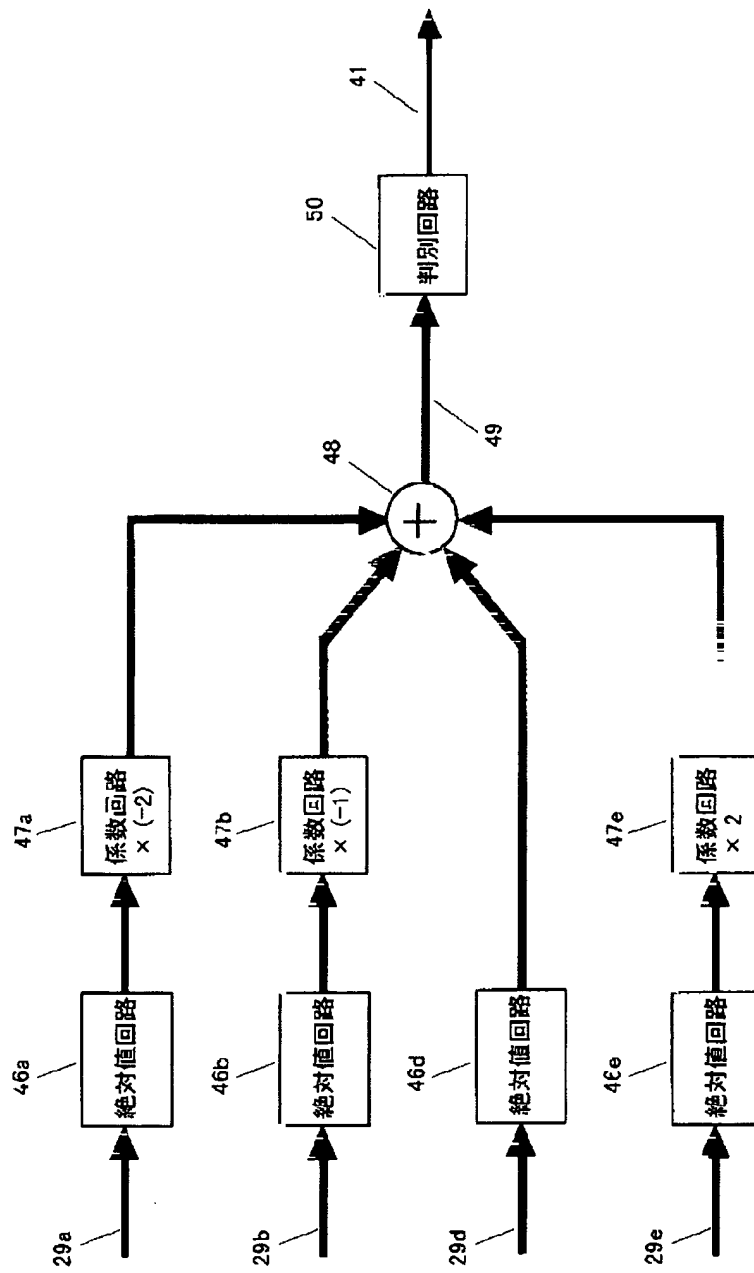 29a
46a
絶対値回路
47a
係数回路
× (-2)
29b
46b
絶対値回路
47b
係数回路
× (-1)
29d
46d
絶対値回路
29e
46e
絶対値回路
47e
係数回路
× 2
48
+
49
50
判別回路
41